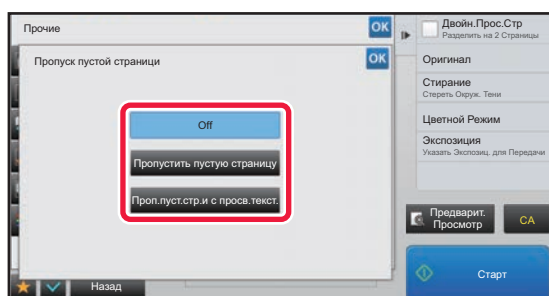 Прочие
OK
Пропуск пустой страници
OK
Off
Пропустить пустую страницу
Проп.пуст.стр.и с просв.текст.
Назад
Двойн.Прос.Стр
Разделить на 2 Страницы
Оригинал
Стирание
Стереть Окруж. Тени
Цветной Режим
Экспозиция
Указать Экспозиц. для Передачи
Предварит.
Просмотр
CA
Старт